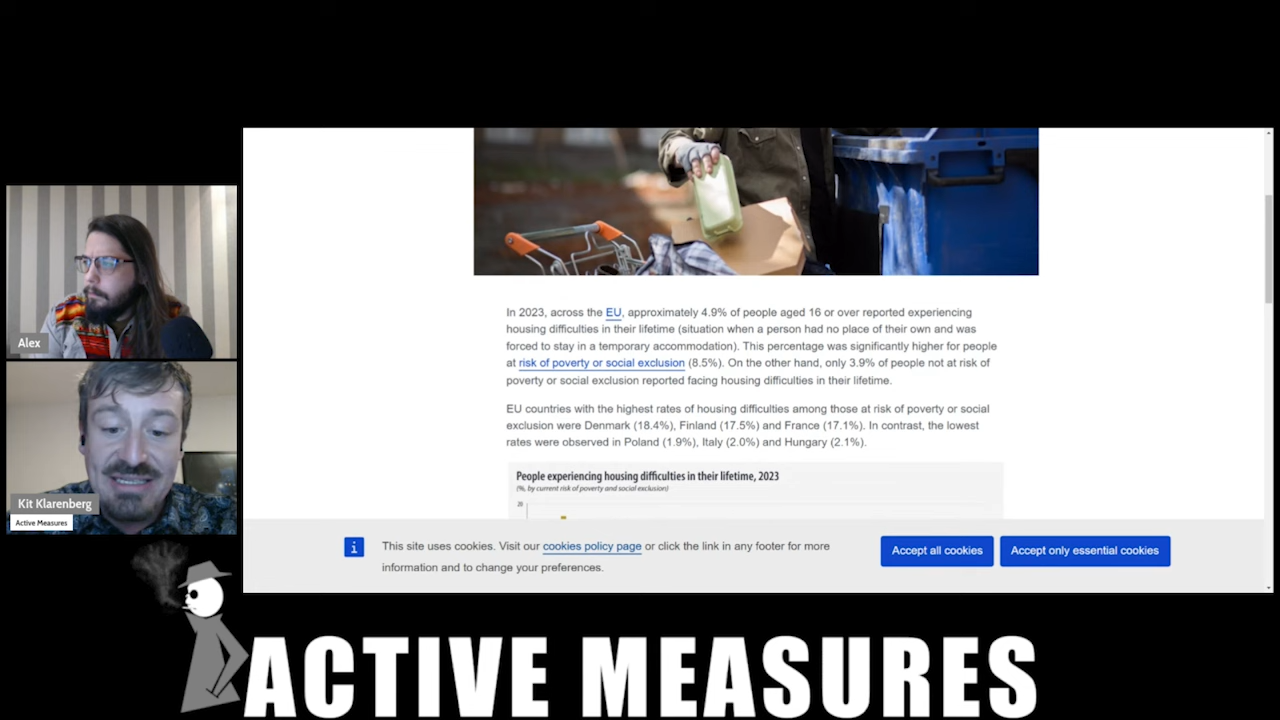 Alex
Kit Klarenberg
Active Measures
In 2023, across the EU, approximately 4.9% of people aged 16 or over reported experiencing
housing difficulties in their lifetime (situation when a person had no place of their own and was
forced to stay in a temporary accommodation). This percentage was significantly higher for people
at risk of poverty or social exclusion (8.5%). On the other hand, only 3.9% of people not at risk of
poverty or social exclusion reported facing housing difficulties in their lifetime.
EU countries with the highest rates of housing difficulties among those at risk of poverty or social
exclusion were Denmark (18.4%), Finland (17.5%) and France (17.1%). In contrast, the lowest
rates were observed in Poland (1.9%), Italy (2.0%) and Hungary (2.1%).
People experiencing housing difficulties in their lifetime, 2023
(%, by current risk of poverty and social exclusion)
20
This site uses cookies. Visit our cookies policy page or click the link in any footer for more
information and to change your preferences.
Accept all cookies
Accept only essential cookies
ACTIVE MEASURES